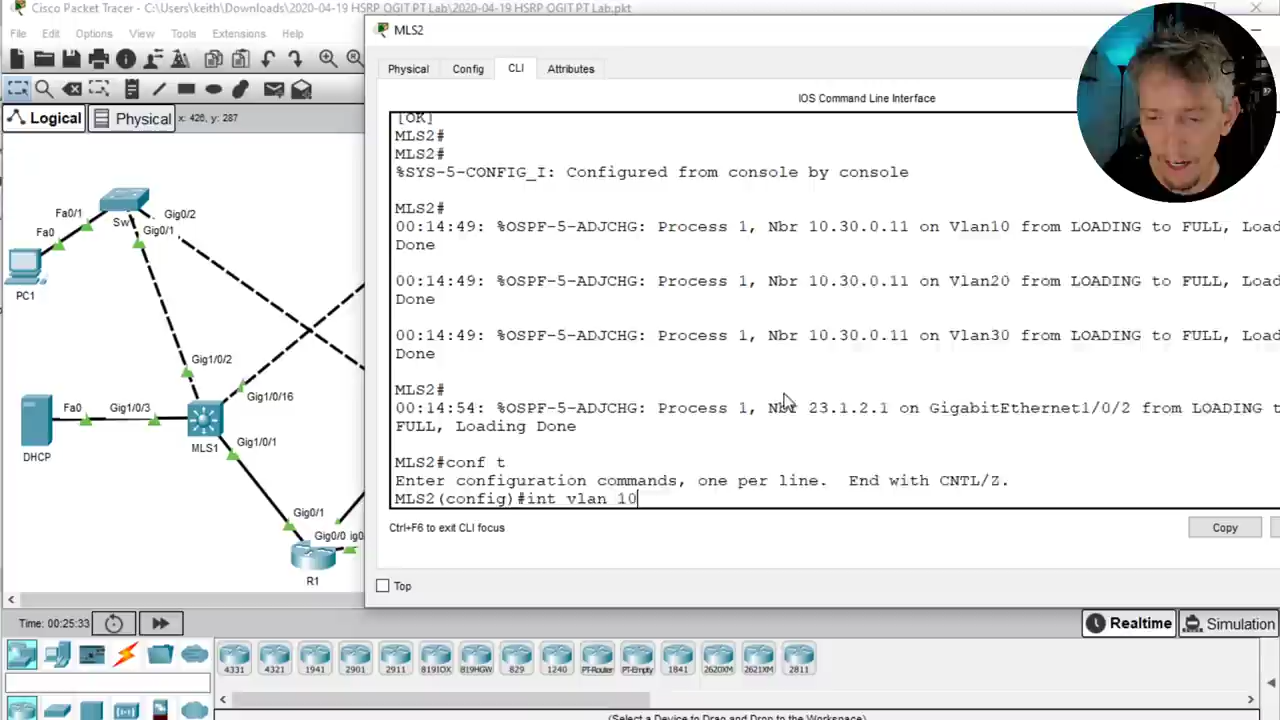 Cisco Packet Tracer - C:\Users\keith\Downloads\2020-04-19 HSRP OGIT PT Lab\2020-04-19 HSRP OGIT PT Lab.pkt
File Edit Options View Tools Extensions Help
Logical Physical x: 426, y: 287
Fa0/1
Fa0
Gig0/2
Gig0/1
PC1
Gig1/0/2
Gig1/0/16
Fa0
Gig1/0/3
DHCP
MLS1
Gig1/0/1
Gig0/1
Gig0/0
R1
MLS2
Physical Config CLI Attributes
IOS Command Line Interface
[OK]
MLS2#
MLS2#
%SYS-5-CONFIG_I: Configured from console by console
MLS2#
00:14:49: %OSPF-5-ADJCHG: Process 1, Nbr 10.30.0.11 on Vlan10 from LOADING to FULL, Load
Done
00:14:49: %OSPF-5-ADJCHG: Process 1, Nbr 10.30.0.11 on Vlan20 from LOADING to FULL, Load
Done
00:14:49: %OSPF-5-ADJCHG: Process 1, Nbr 10.30.0.11 on Vlan30 from LOADING to FULL, Load
Done
MLS2#
00:14:54: %OSPF-5-ADJCHG: Process 1, Nbr 23.1.2.1 on GigabitEthernet1/0/2 from LOADING t
FULL, Loading Done
MLS2#conf t
Enter configuration commands, one per line. End with CNTL/Z.
MLS2(config)#int vlan 10
Ctrl+F6 to exit CLI focus
Copy
Top
Time: 00:25:33
Realtime Simulation
4331 4321 1941 2901 2911 819IOX 819HGW 829 1240 PT-Router PT-Empty 1841 2620XM 2621XM 2811
(Select a Device to Drag and Drop to the Workspace)